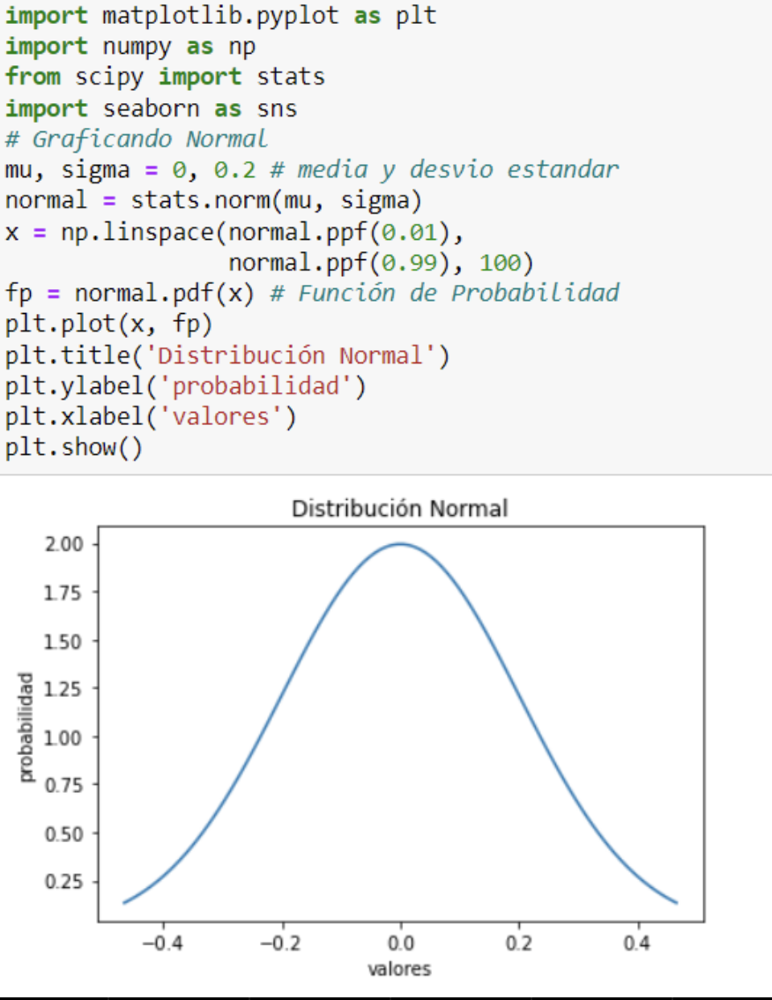 import matplotlib.pyplot as plt
import numpy as np
from scipy import stats
import seaborn as sns
# Graficando Normal
mu, sigma = 0, 0.2 # media y desvio estandar
normal = stats.norm(mu, sigma)
x = np.linspace(normal.ppf(0.01),
                normal.ppf(0.99), 100)
fp = normal.pdf(x) # Función de Probabilidad
plt.plot(x, fp)
plt.title('Distribución Normal')
plt.ylabel('probabilidad')
plt.xlabel('valores')
plt.show()
Distribución Normal
2.00
1.75
1.50
1.25
1.00
0.75
0.50
0.25
probabilidad
−0.4 −0.2 0.0 0.2 0.4
valores